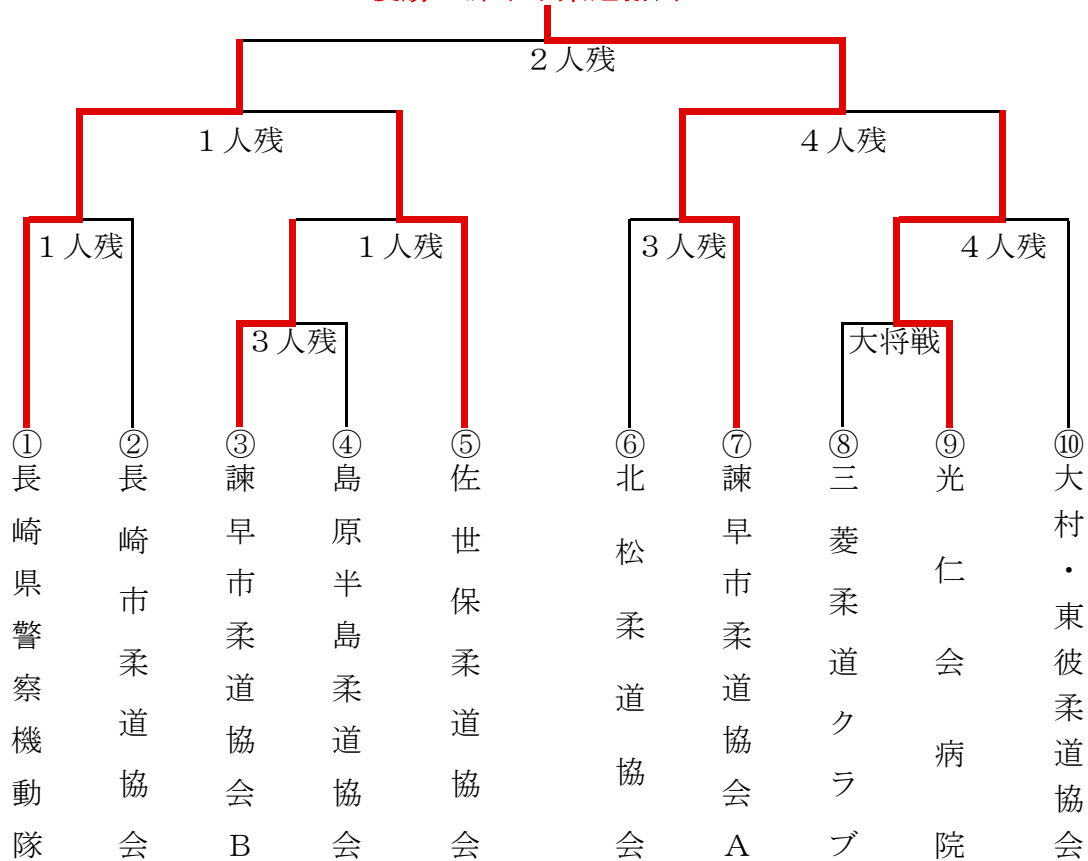 ２人残
１人残
４人残
１人残
１人残
３人残
４人残
３人残
大将戦
①長崎県警察機動隊
②長崎市柔道協会
③諫早市柔道協会Ｂ
④島原半島柔道協会
⑤佐世保柔道協会
⑥北松柔道協会
⑦諫早市柔道協会Ａ
⑧三菱柔道クラブ
⑨光仁会病院
⑩大村・東彼柔道協会